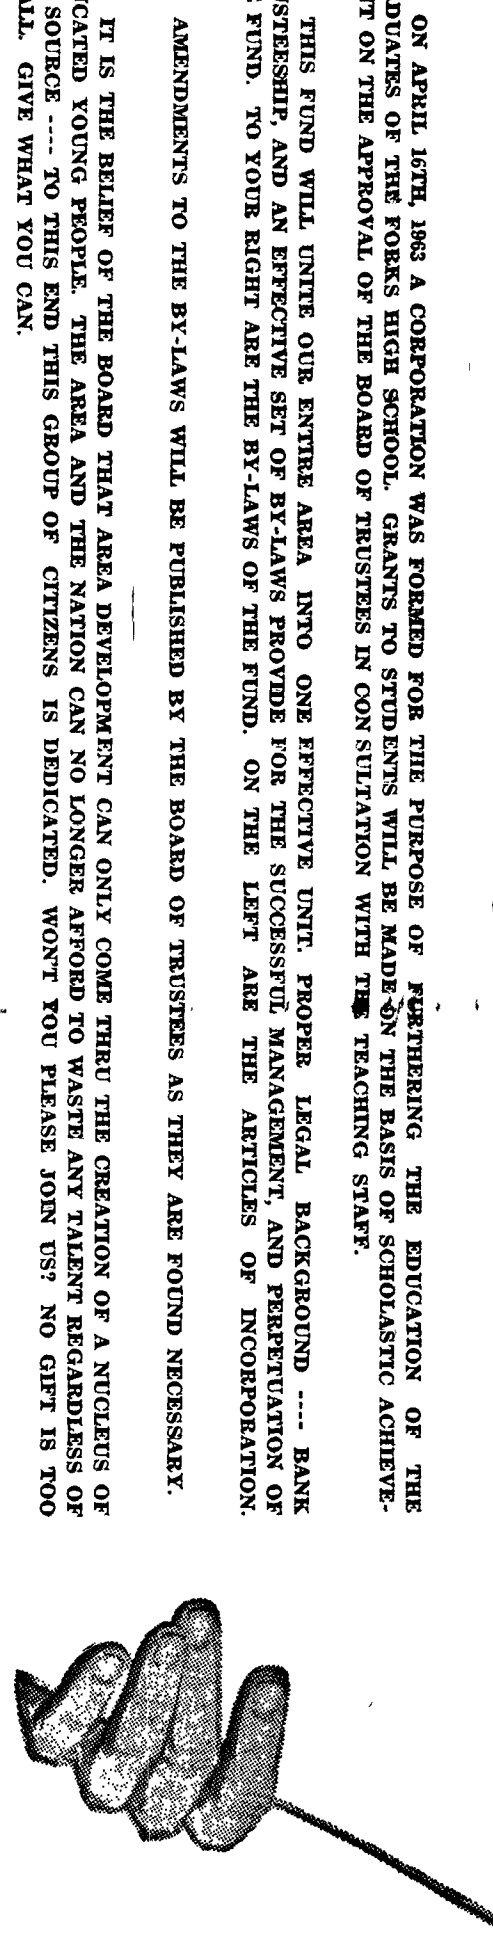 ON APRIL 16TH, 1963 A CORPORATION WAS FORMED FOR THE PURPOSE OF FURTHERING THE EDUCATION OF THE
DUATES OF THE FORKS HIGH SCHOOL. GRANTS TO STUDENTS WILL BE MADE ON THE BASIS OF SCHOLASTIC ACHIEVE-
T ON THE APPROVAL OF THE BOARD OF TRUSTEES IN CON SULTATION WITH THE TEACHING STAFF.
THIS FUND WILL UNITE OUR ENTIRE AREA INTO ONE EFFECTIVE UNIT. PROPER LEGAL BACKGROUND ---- BANK
USTEESHIP, AND AN EFFECTIVE SET OF BY-LAWS PROVIDE FOR THE SUCCESSFUL MANAGEMENT, AND PERPETUATION OF
FUND. TO YOUR RIGHT ARE THE BY-LAWS OF THE FUND. ON THE LEFT ARE THE ARTICLES OF INCORPORATION.
AMENDMENTS TO THE BY-LAWS WILL BE PUBLISHED BY THE BOARD OF TRUSTEES AS THEY ARE FOUND NECESSARY.
IT IS THE BELIEF OF THE BOARD THAT AREA DEVELOPMENT CAN ONLY COME THRU THE CREATION OF A NUCLEUS OF
CATED YOUNG PEOPLE. THE AREA AND THE NATION CAN NO LONGER AFFORD TO WASTE ANY TALENT REGARDLESS OF
SOURCE ---- TO THIS END THIS GROUP OF CITIZENS IS DEDICATED. WON'T YOU PLEASE JOIN US? NO GIFT IS TOO
ALL. GIVE WHAT YOU CAN.